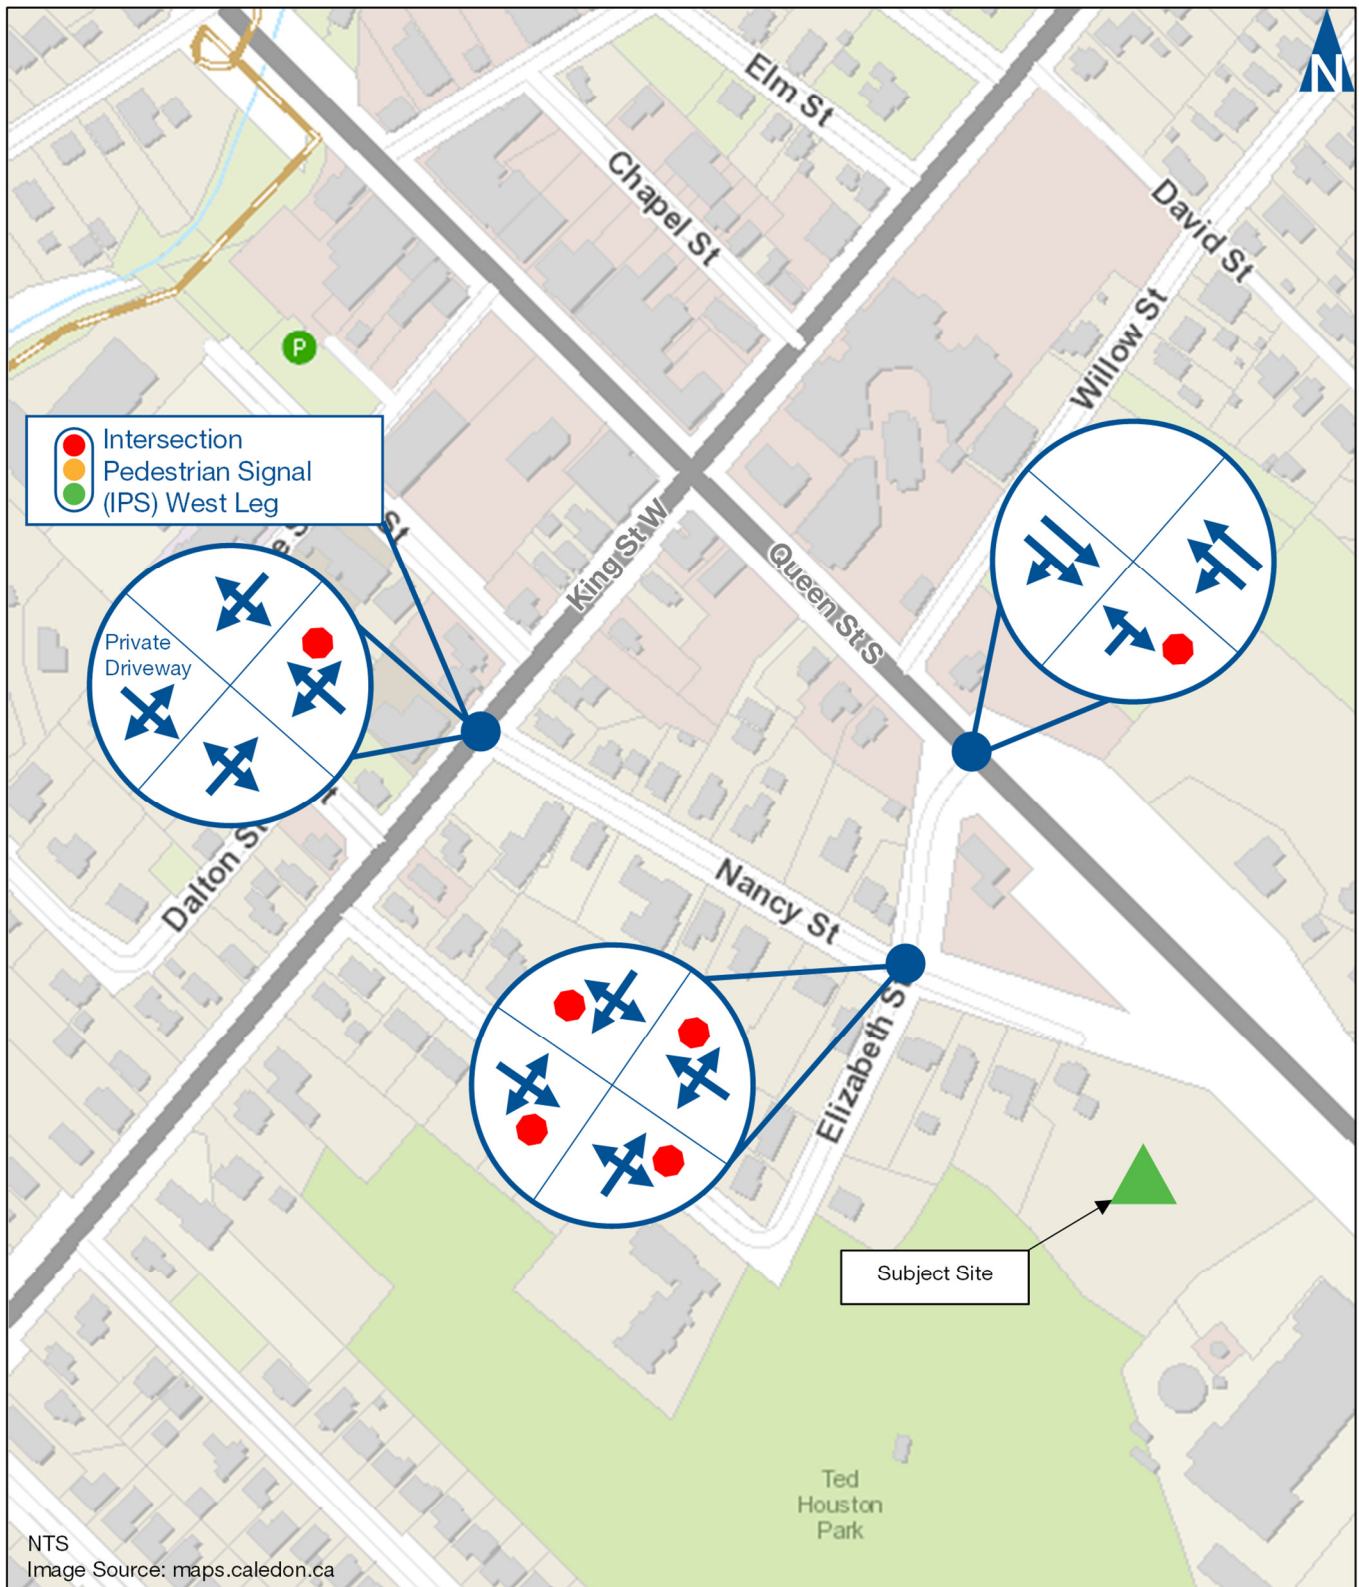 N
Elm St
Chapel St
David St
Willow St
P
Intersection
Pedestrian Signal
(IPS) West Leg
St
King St W
Queen St S
Private
Driveway
Dalton St
Nancy St
Elizabeth St
Subject Site
Ted
Houston
Park
NTS
Image Source: maps.caledon.ca